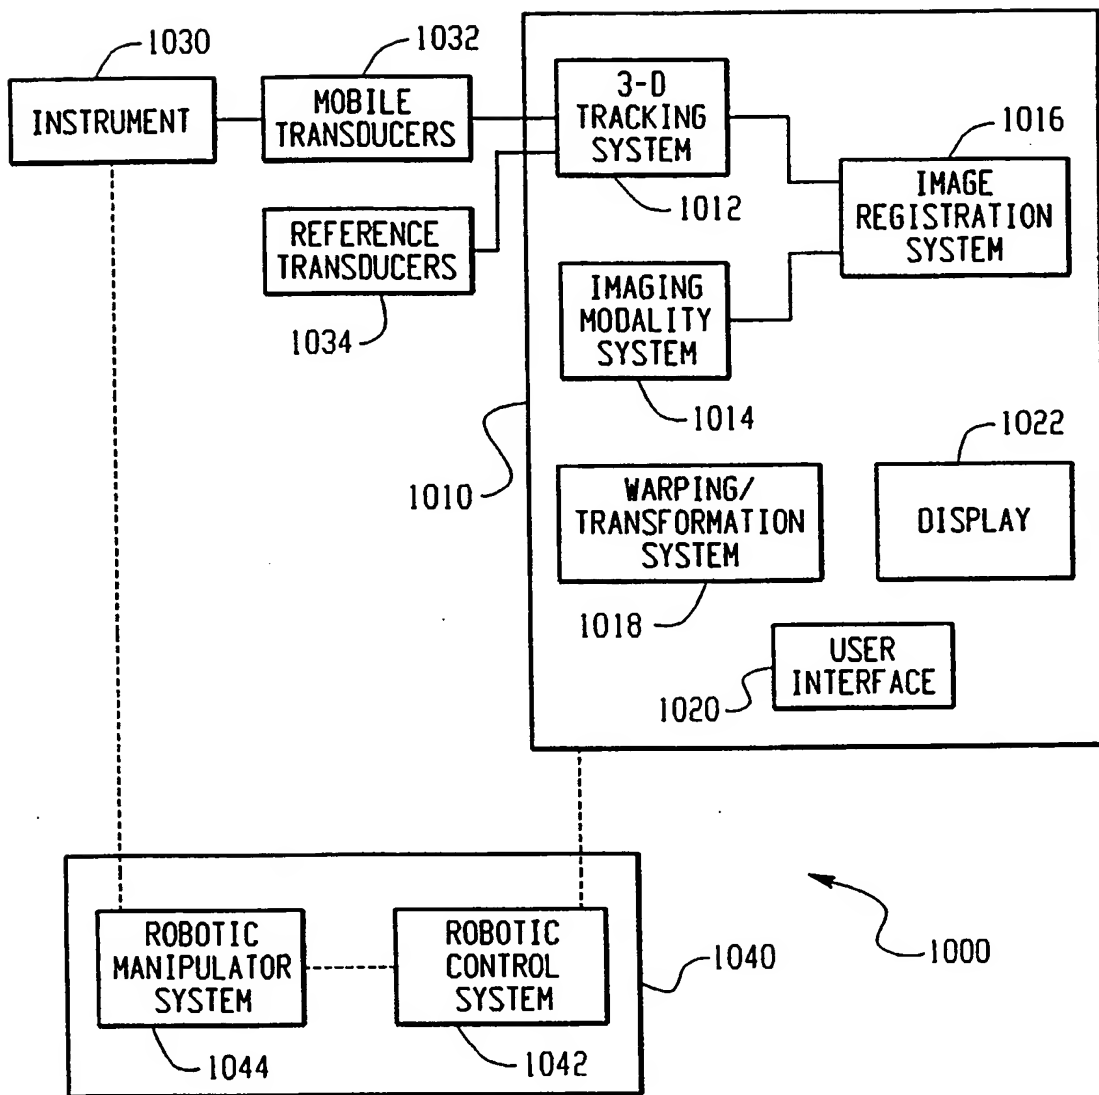 1030
INSTRUMENT
1032
MOBILE
TRANSDUCERS
REFERENCE
TRANSDUCERS
1034
3-D
TRACKING
SYSTEM
1012
1016
IMAGE
REGISTRATION
SYSTEM
IMAGING
MODALITY
SYSTEM
1014
1010
WARPING/
TRANSFORMATION
SYSTEM
1018
1022
DISPLAY
USER
INTERFACE
1020
ROBOTIC
MANIPULATOR
SYSTEM
1044
ROBOTIC
CONTROL
SYSTEM
1042
1040
1000